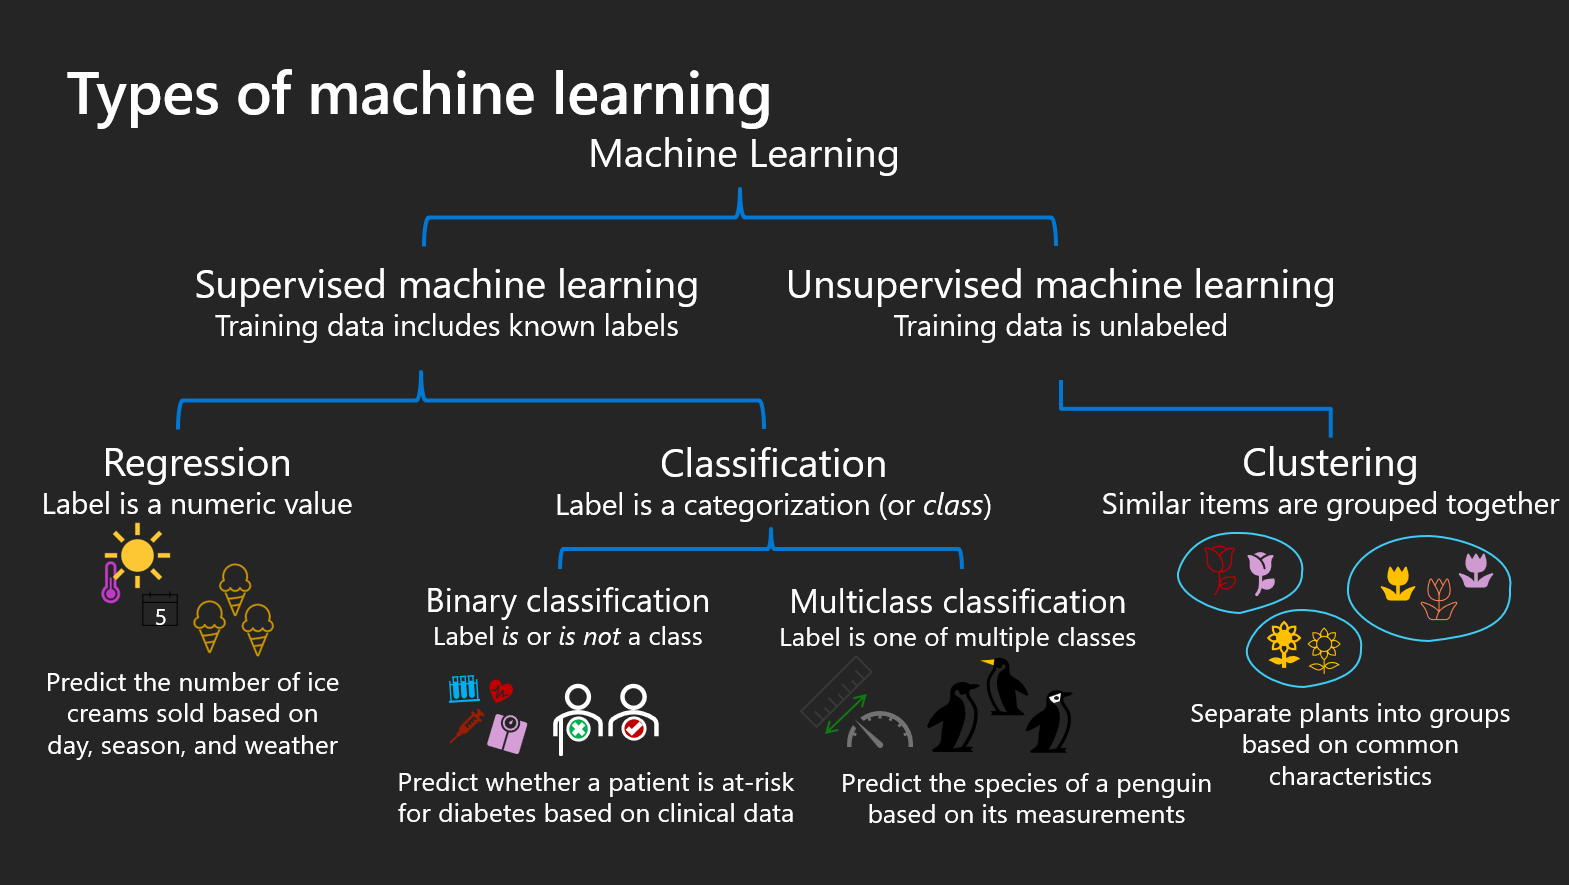 Types of machine learning
Machine Learning
Supervised machine learning
Training data includes known labels
Unsupervised machine learning
Training data is unlabeled
Regression
Label is a numeric value
5
Predict the number of ice
creams sold based on
day, season, and weather
Classification
Label is a categorization (or class)
Binary classification
Label is or is not a class
Predict whether a patient is at-risk
for diabetes based on clinical data
Multiclass classification
Label is one of multiple classes
Predict the species of a penguin
based on its measurements
Clustering
Similar items are grouped together
Separate plants into groups
based on common
characteristics